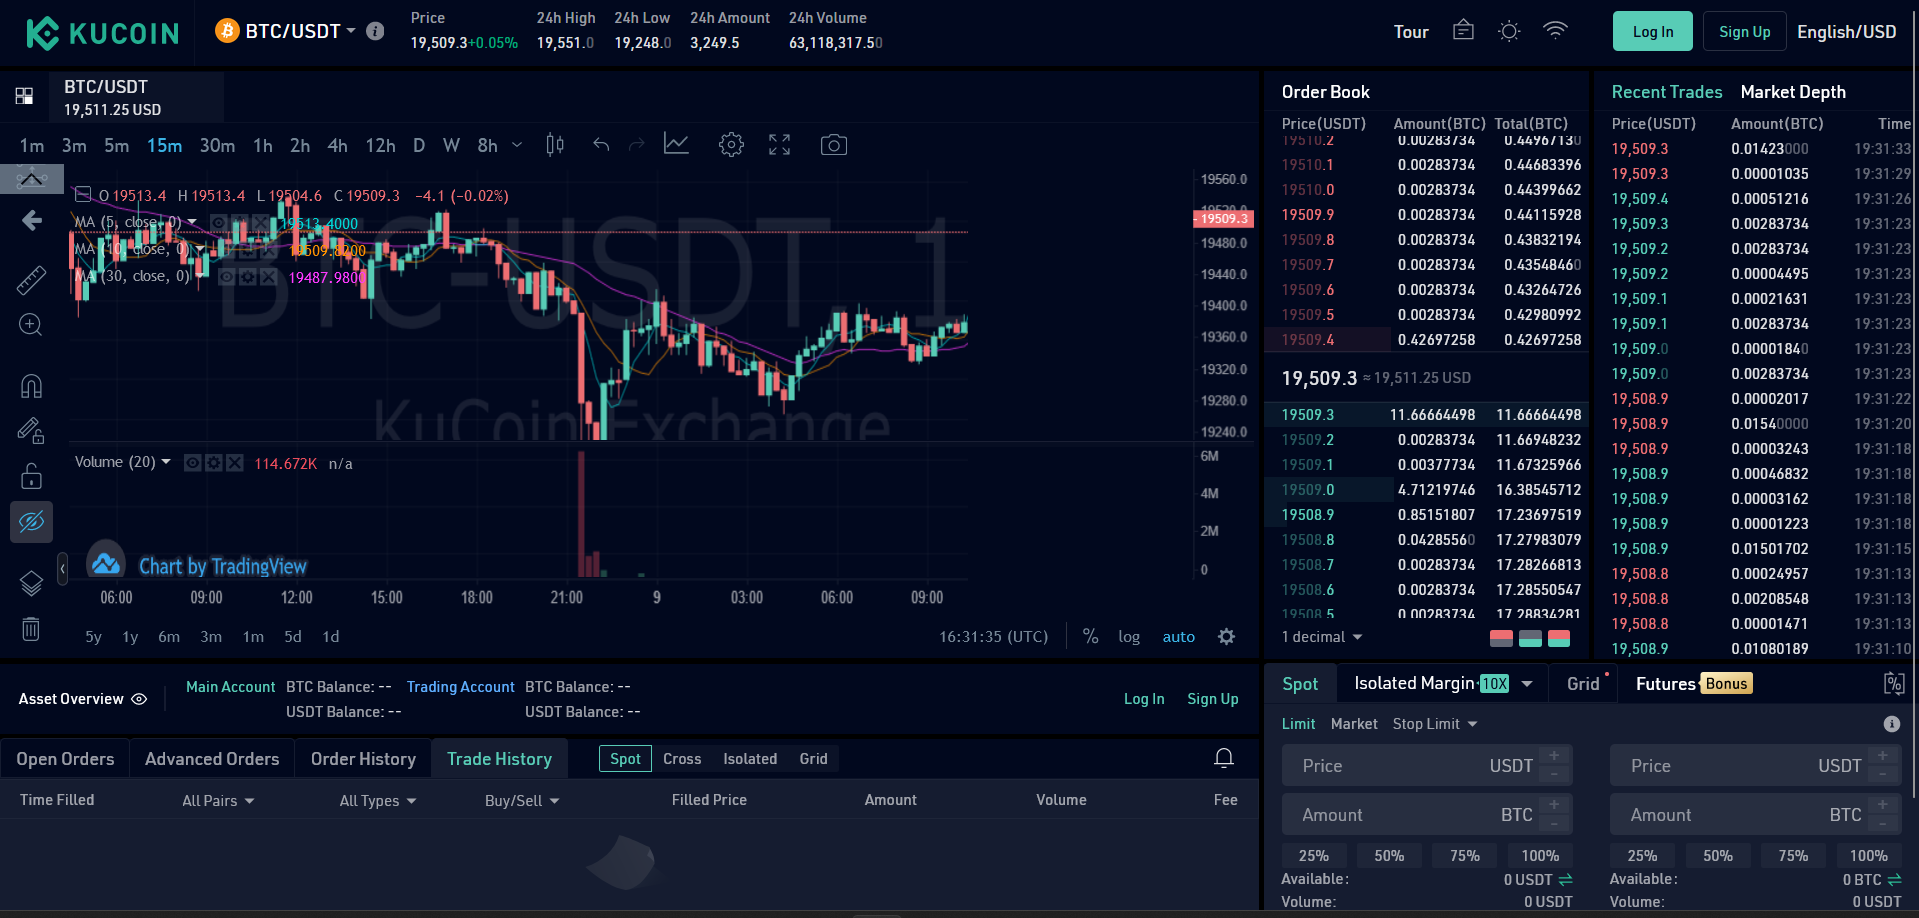 KUCOIN
BTC/USDT
Price
19,509.3+0.05%
24h High
19,551.0
24h Low
19,248.0
24h Amount
3,249.5
24h Volume
63,118,317.50
Tour
Log In
Sign Up
English/USD
BTC/USDT
19,511.25 USD
1m 3m 5m 15m 30m 1h 2h 4h 12h D W 8h
O 19513.4 H 19513.4 L 19504.6 C 19509.3 −4.1 (−0.02%)
MA (5, close, 0) 19513.4000
MA (10, close, 0) 19509.8200
MA (30, close, 0) 19487.9800
BTC-USDT, 1
KuCoin Exchange
19560.0
19520.0
19509.3
19480.0
19440.0
19400.0
19360.0
19320.0
19280.0
19240.0
Volume (20) 114.672K n/a
6M
4M
2M
0
Chart by TradingView
06:00 09:00 12:00 15:00 18:00 21:00 9 03:00 06:00 09:00
5y 1y 6m 3m 1m 5d 1d
16:31:35 (UTC) % log auto
Order Book
Price(USDT) Amount(BTC) Total(BTC)
19510.2 0.00283734 0.44967130
19510.1 0.00283734 0.44683396
19510.0 0.00283734 0.44399662
19509.9 0.00283734 0.44115928
19509.8 0.00283734 0.43832194
19509.7 0.00283734 0.43548460
19509.6 0.00283734 0.43264726
19509.5 0.00283734 0.42980992
19509.4 0.42697258 0.42697258
19,509.3 ≈ 19,511.25 USD
19509.3 11.66664498 11.66664498
19509.2 0.00283734 11.66948232
19509.1 0.00377734 11.67325966
19509.0 4.71219746 16.38545712
19508.9 0.85151807 17.23697519
19508.8 0.04285560 17.27983079
19508.7 0.00283734 17.28266813
19508.6 0.00283734 17.28550547
19508.5 0.00283734 17.28834281
1 decimal
Recent Trades Market Depth
Price(USDT) Amount(BTC) Time
19,509.3 0.01423000 19:31:33
19,509.3 0.00001035 19:31:29
19,509.4 0.00051216 19:31:26
19,509.3 0.00283734 19:31:23
19,509.2 0.00283734 19:31:23
19,509.2 0.00004495 19:31:23
19,509.1 0.00021631 19:31:23
19,509.1 0.00283734 19:31:23
19,509.0 0.00001840 19:31:23
19,509.0 0.00283734 19:31:23
19,508.9 0.00002017 19:31:22
19,508.9 0.01540000 19:31:20
19,508.9 0.00003243 19:31:18
19,508.9 0.00046832 19:31:18
19,508.9 0.00003162 19:31:18
19,508.9 0.00001223 19:31:18
19,508.9 0.01501702 19:31:15
19,508.8 0.00024957 19:31:13
19,508.8 0.00208548 19:31:13
19,508.8 0.00001471 19:31:13
19,508.9 0.01080189 19:31:10
Asset Overview
Main Account BTC Balance: -- Trading Account BTC Balance: --
USDT Balance: -- USDT Balance: --
Log In Sign Up
Open Orders Advanced Orders Order History Trade History Spot Cross Isolated Grid
Time Filled All Pairs All Types Buy/Sell Filled Price Amount Volume Fee
Spot Isolated Margin 10X Grid Futures Bonus
Limit Market Stop Limit
Price USDT + - Price USDT + -
Amount BTC + - Amount BTC + -
25% 50% 75% 100% 25% 50% 75% 100%
Available: 0 USDT Available: 0 BTC
Volume: 0 USDT Volume: 0 USDT